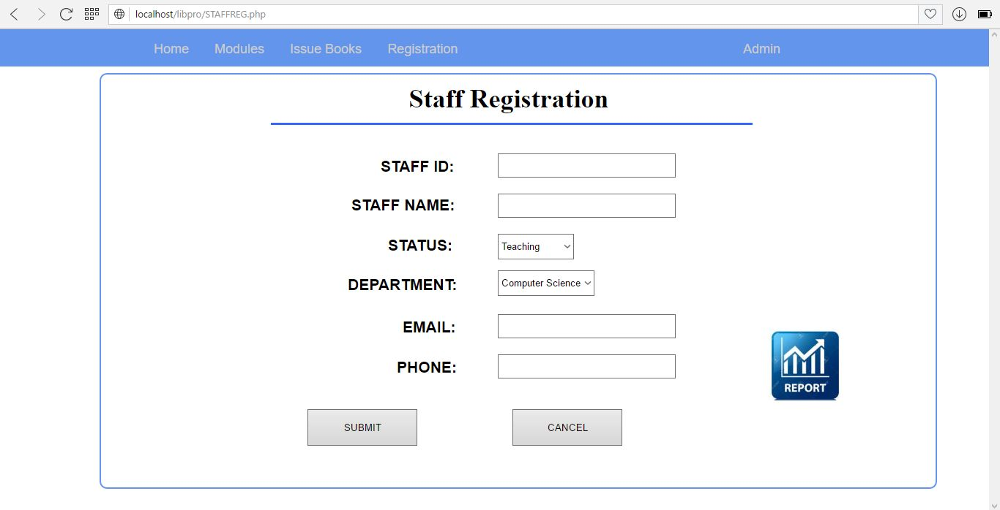 localhost/libpro/STAFFREG.php
Home Modules Issue Books Registration Admin
Staff Registration
STAFF ID:
STAFF NAME:
STATUS: Teaching
DEPARTMENT: Computer Science
EMAIL:
PHONE:
REPORT
SUBMIT CANCEL